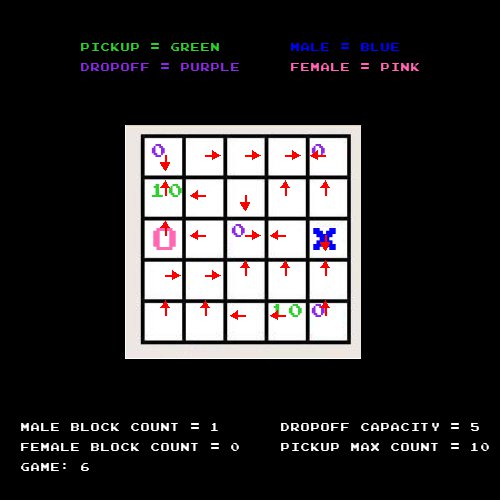 PICKUP = GREEN MALE = BLUE
DROPOFF = PURPLE FEMALE = PINK
0 0
10
O 0 X
10 0
MALE BLOCK COUNT = 1 DROPOFF CAPACITY = 5
FEMALE BLOCK COUNT = 0 PICKUP MAX COUNT = 10
GAME: 6